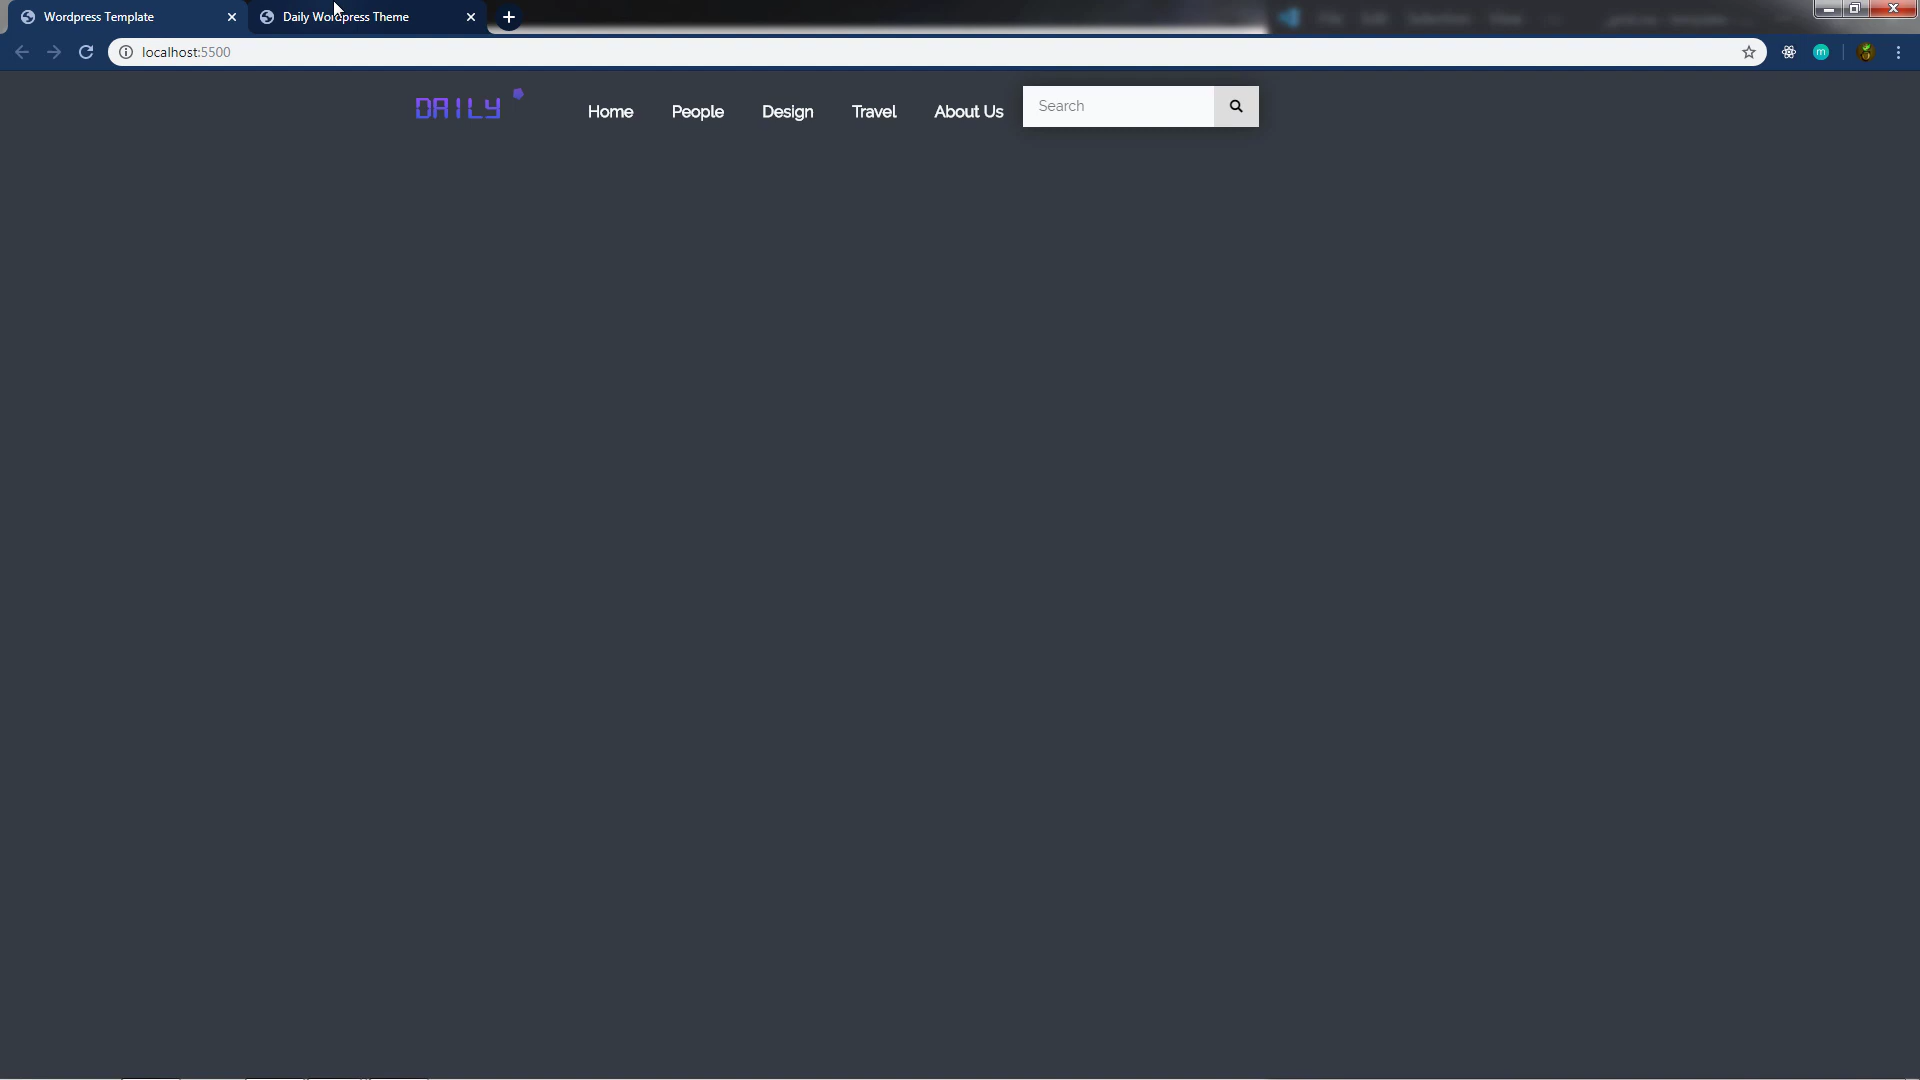 Wordpress Template
Daily Wordpress Theme
localhost:5500
DAILY
Home
People
Design
Travel
About Us
Search